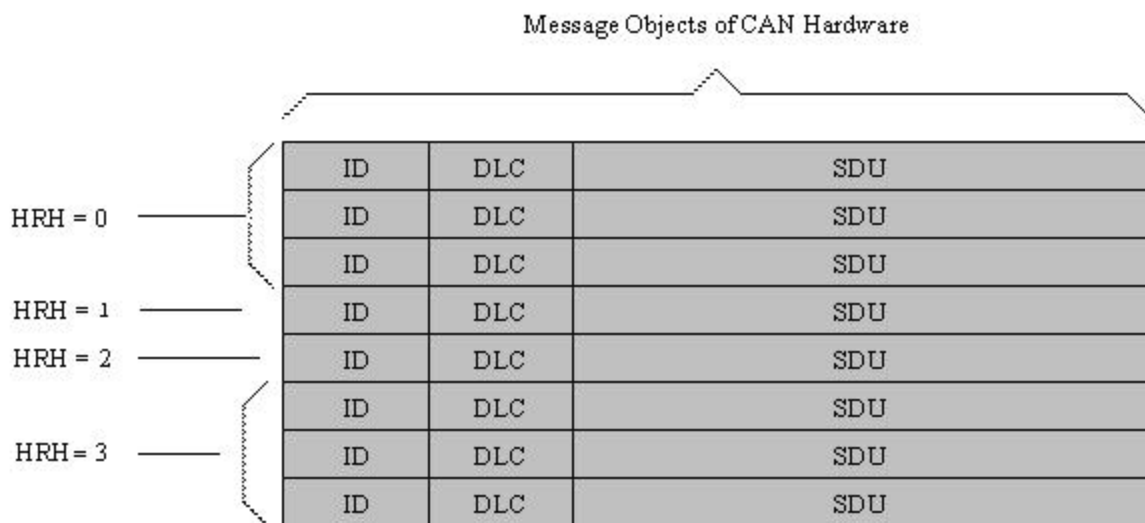 Message Objects of CAN Hardware
ID DLC SDU
HRH = 0 ID DLC SDU
ID DLC SDU
HRH = 1 ID DLC SDU
HRH = 2 ID DLC SDU
ID DLC SDU
HRH = 3 ID DLC SDU
ID DLC SDU